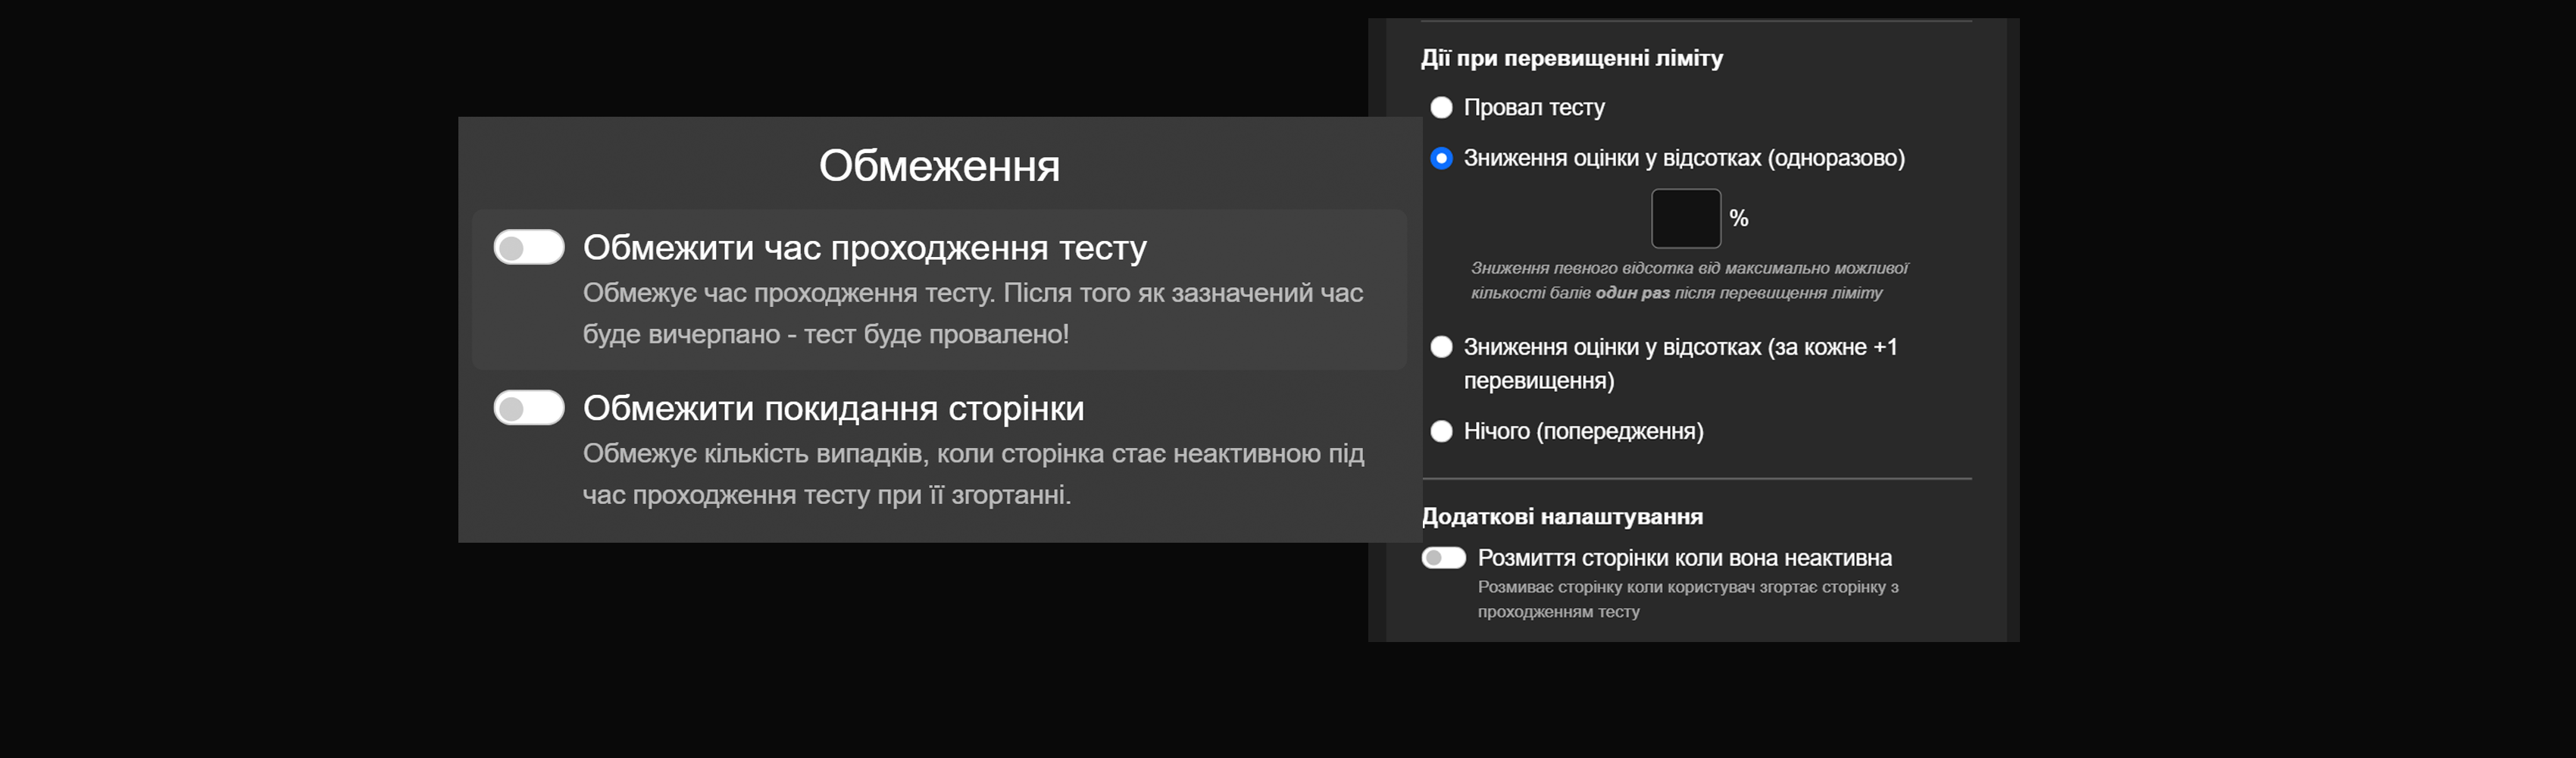 Обмеження
Обмежити час проходження тесту
Обмежує час проходження тесту. Після того як зазначений час
буде вичерпано - тест буде провалено!
Обмежити покидання сторінки
Обмежує кількість випадків, коли сторінка стає неактивною під
час проходження тесту при її згортанні.
Дії при перевищенні ліміту
Провал тесту
Зниження оцінки у відсотках (одноразово)
%
Зниження певного відсотка від максимально можливої
кількості балів один раз після перевищення ліміту
Зниження оцінки у відсотках (за кожне +1
перевищення)
Нічого (попередження)
Додаткові налаштування
Розмиття сторінки коли вона неактивна
Розмиває сторінку коли користувач згортає сторінку з
проходженням тесту